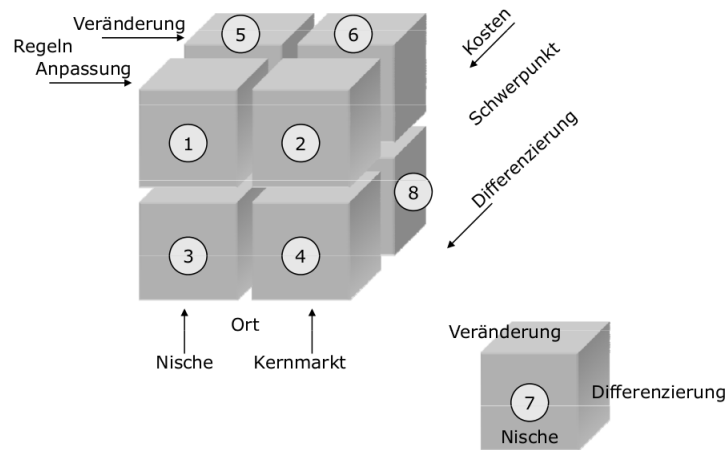 Veränderung
Regeln
Anpassung
5
6
Kosten
Schwerpunkt
Differenzierung
1
2
8
3
4
Ort
Nische
Kernmarkt
Veränderung
Differenzierung
7
Nische